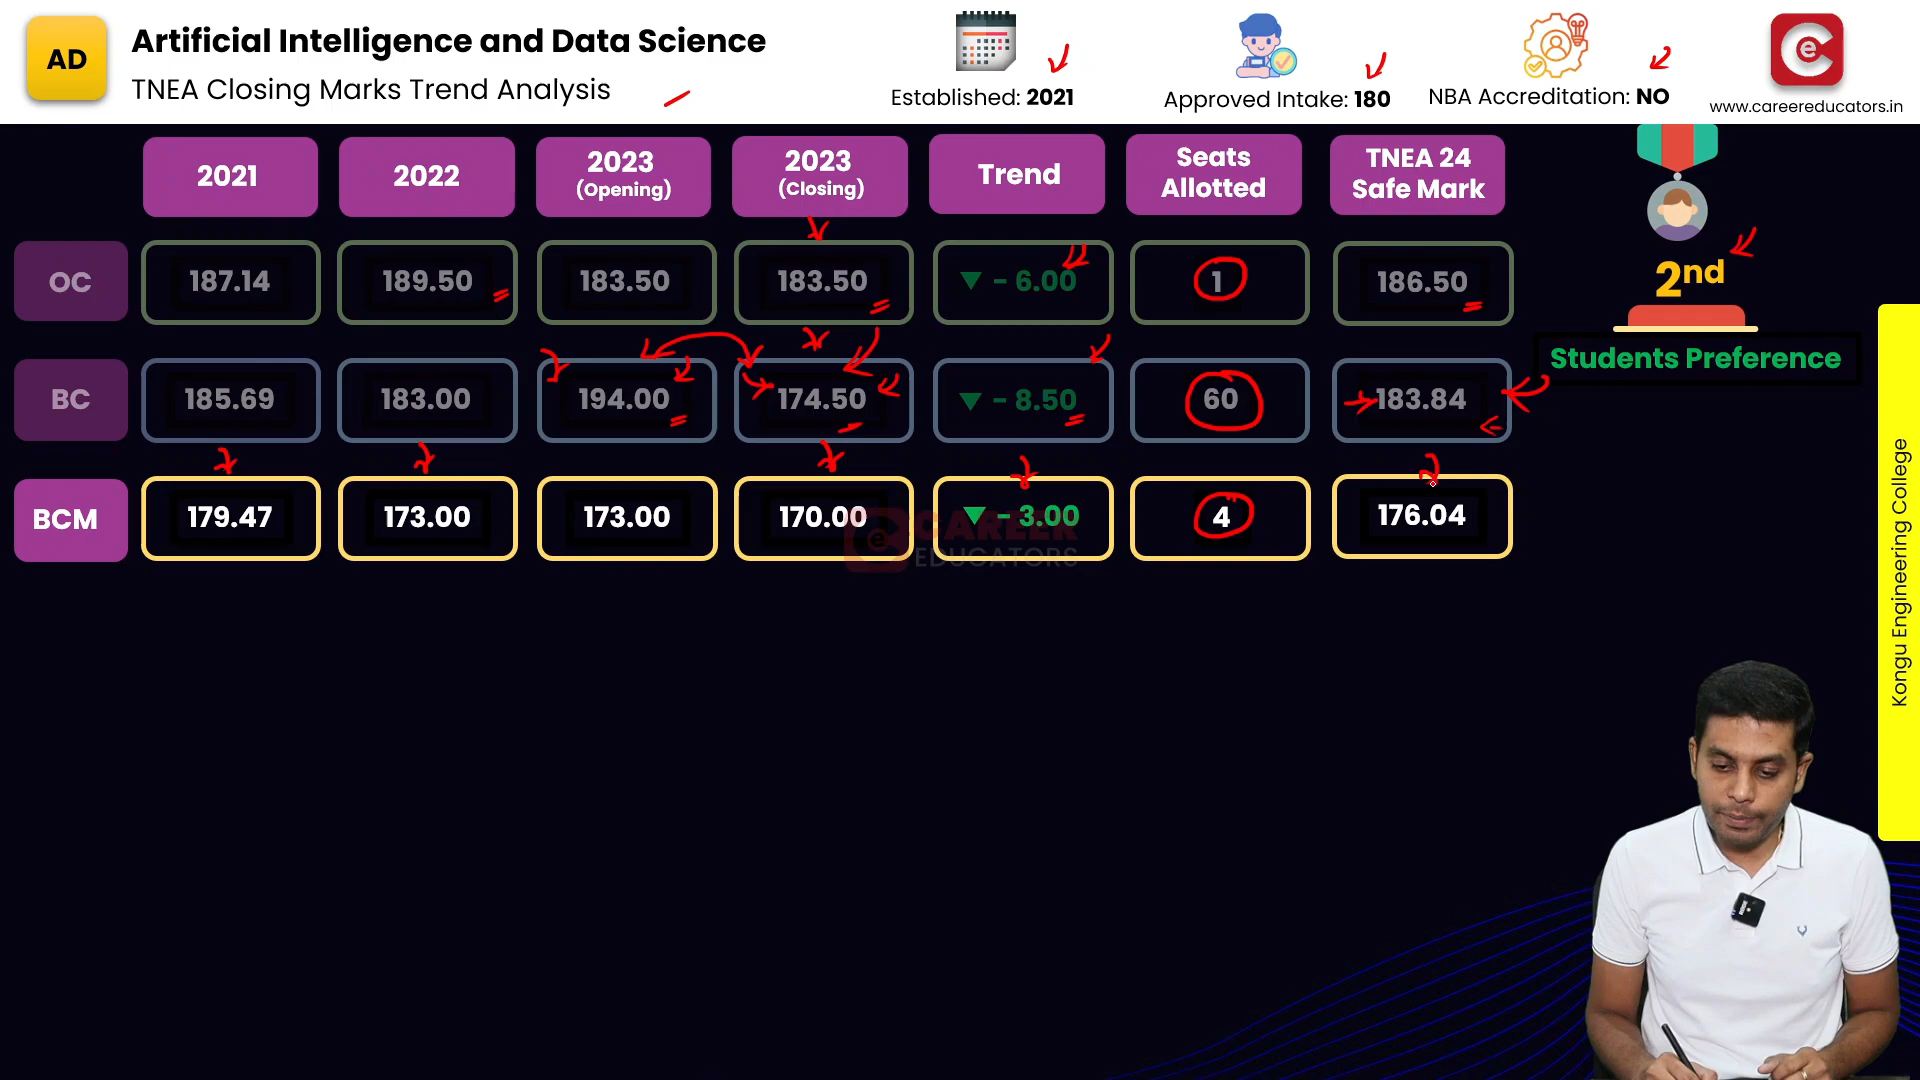 AD
Artificial Intelligence and Data Science
TNEA Closing Marks Trend Analysis
Established: 2021
Approved Intake: 180
NBA Accreditation: NO
e
www.careereducators.in
2021
2022
2023
(Opening)
2023
(Closing)
Trend
Seats
Allotted
TNEA 24
Safe Mark
OC
187.14
189.50
183.50
183.50
- 6.00
1
186.50
2nd
Students Preference
BC
185.69
183.00
194.00
174.50
- 8.50
60
183.84
BCM
179.47
173.00
173.00
170.00
- 3.00
4
176.04
e CAREER
EDUCATORS
Kongu Engineering College